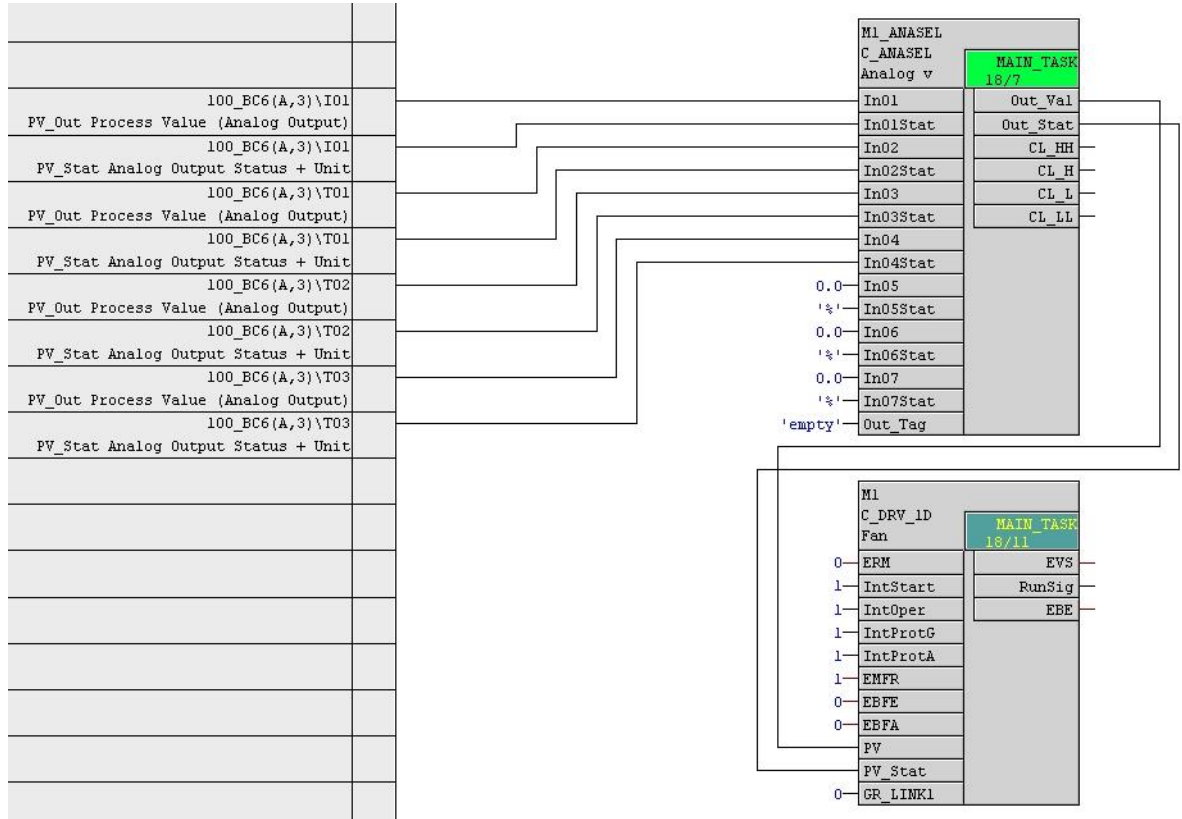 100_BC6(A,3)\I01
PV_Out Process Value (Analog Output)
100_BC6(A,3)\I01
PV_Stat Analog Output Status + Unit
100_BC6(A,3)\T01
PV_Out Process Value (Analog Output)
100_BC6(A,3)\T01
PV_Stat Analog Output Status + Unit
100_BC6(A,3)\T02
PV_Out Process Value (Analog Output)
100_BC6(A,3)\T02
PV_Stat Analog Output Status + Unit
100_BC6(A,3)\T03
PV_Out Process Value (Analog Output)
100_BC6(A,3)\T03
PV_Stat Analog Output Status + Unit
M1_ANASEL
C_ANASEL
Analog v
MAIN_TASK
18/7
In01 Out_Val
In01Stat Out_Stat
In02 CL_HH
In02Stat CL_H
In03 CL_L
In03Stat CL_LL
In04
In04Stat
0.0 In05
'%' In05Stat
0.0 In06
'%' In06Stat
0.0 In07
'%' In07Stat
'empty' Out_Tag
M1
C_DRV_1D
Fan
MAIN_TASK
18/11
0 ERM EVS
1 IntStart RunSig
1 IntOper EBE
1 IntProtG
1 IntProtA
1 EMFR
0 EBFE
0 EBFA
PV
PV_Stat
0 GR_LINK1